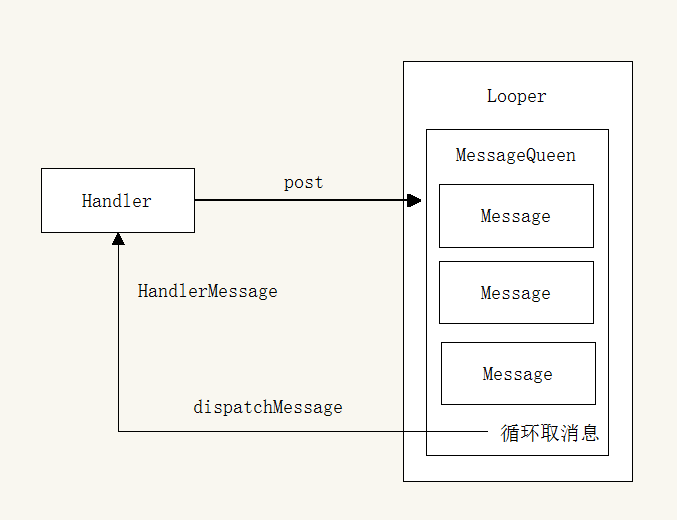 Looper
MessageQueen
post
Handler
Message
Message
HandlerMessage
Message
dispatchMessage
循环取消息